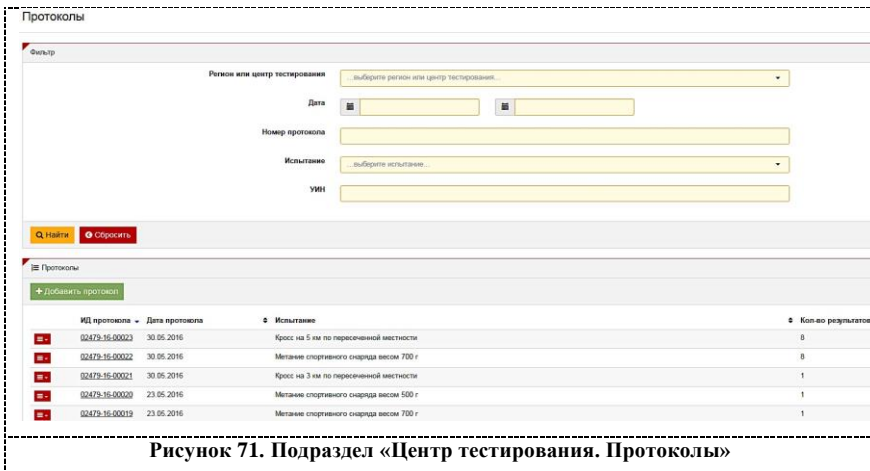 Протоколы
Фильтр
Регион или центр тестирования ...выберите регион или центр тестирования...
Дата
Номер протокола
Испытание ...выберите испытание...
УИН
Найти Сбросить
Протоколы
+ Добавить протокол
ИД протокола Дата протокола Испытание Кол-во результатов
02479-16-00023 30.05.2016 Кросс на 5 км по пересеченной местности 8
02479-16-00022 30.05.2016 Метание спортивного снаряда весом 700 г 8
02479-16-00021 30.05.2016 Кросс на 3 км по пересеченной местности 1
02479-16-00020 23.05.2016 Метание спортивного снаряда весом 500 г 1
02479-16-00019 23.05.2016 Метание спортивного снаряда весом 700 г 1
Рисунок 71. Подраздел «Центр тестирования. Протоколы»